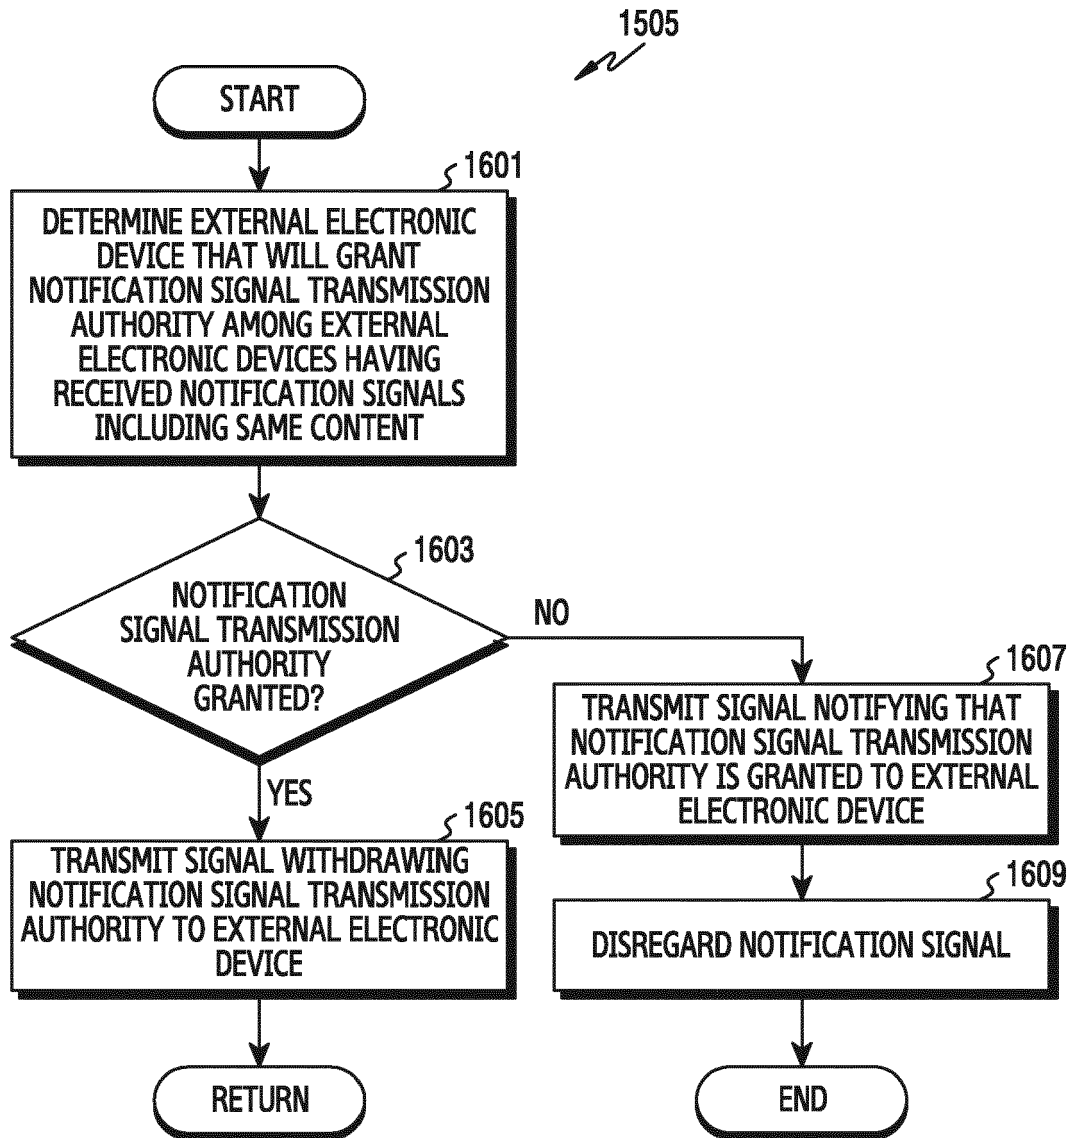 1505
START
1601
DETERMINE EXTERNAL ELECTRONIC
DEVICE THAT WILL GRANT
NOTIFICATION SIGNAL TRANSMISSION
AUTHORITY AMONG EXTERNAL
ELECTRONIC DEVICES HAVING
RECEIVED NOTIFICATION SIGNALS
INCLUDING SAME CONTENT
1603
NOTIFICATION
SIGNAL TRANSMISSION
AUTHORITY
GRANTED?
NO
YES
1605
TRANSMIT SIGNAL WITHDRAWING
NOTIFICATION SIGNAL TRANSMISSION
AUTHORITY TO EXTERNAL ELECTRONIC
DEVICE
RETURN
1607
TRANSMIT SIGNAL NOTIFYING THAT
NOTIFICATION SIGNAL TRANSMISSION
AUTHORITY IS GRANTED TO EXTERNAL
ELECTRONIC DEVICE
1609
DISREGARD NOTIFICATION SIGNAL
END